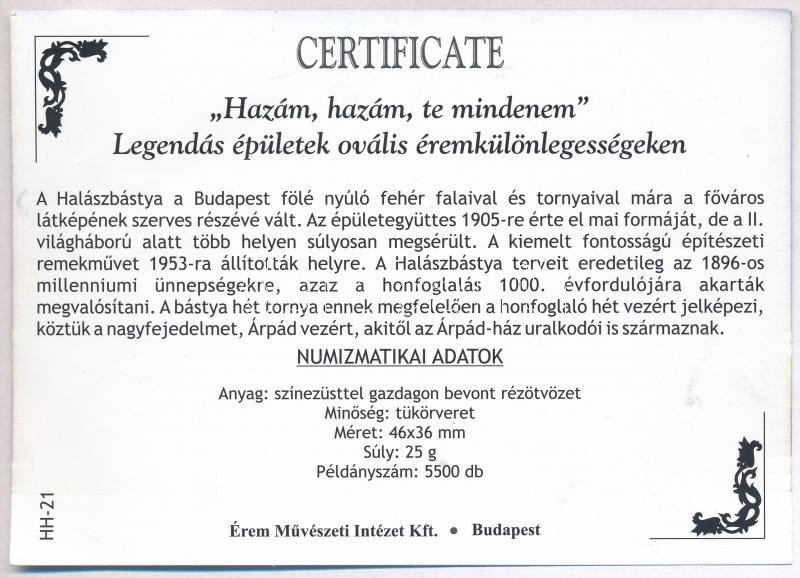 CERTIFICATE
„Hazám, hazám, te mindenem”
Legendás épületek ovális éremkülönlegességeken
A Halászbástya a Budapest fölé nyúló fehér falaival és tornyaival mára a főváros
látképének szerves részévé vált. Az épületegyüttes 1905-re érte el mai formáját, de a II.
világháború alatt több helyen súlyosan megsérült. A kiemelt fontosságú építészeti
remekművet 1953-ra állították helyre. A Halászbástya terveit eredetileg az 1896-os
millenniumi ünnepségekre, azaz a honfoglalás 1000. évfordulójára akarták
megvalósítani. A bástya hét tornya ennek megfelelően a honfoglaló hét vezért jelképezi,
köztük a nagyfejedelmet, Árpád vezért, akitől az Árpád-ház uralkodói is származnak.
NUMIZMATIKAI ADATOK
Anyag: színezüsttel gazdagon bevont rézötvözet
Minőség: tükörveret
Méret: 46x36 mm
Súly: 25 g
Példányszám: 5500 db
HH-21
Érem Művészeti Intézet Kft. • Budapest